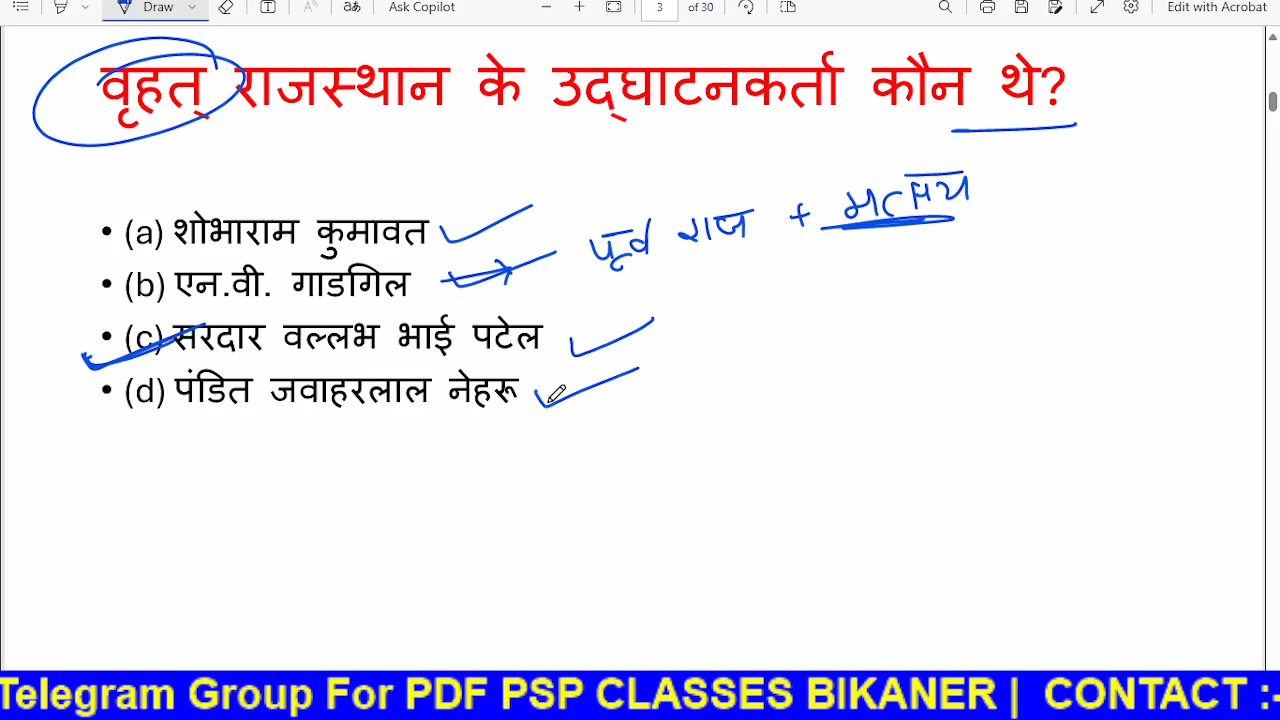 Draw
Ask Copilot
3 of 30
Edit with Acrobat
वृहत् राजस्थान के उद्घाटनकर्ता कौन थे?
• (a) शोभाराम कुमावत
• (b) एन.वी. गाडगिल
• (c) सरदार वल्लभ भाई पटेल
• (d) पंडित जवाहरलाल नेहरू
पूर्व राज + मत्स्य
Telegram Group For PDF PSP CLASSES BIKANER | CONTACT :-